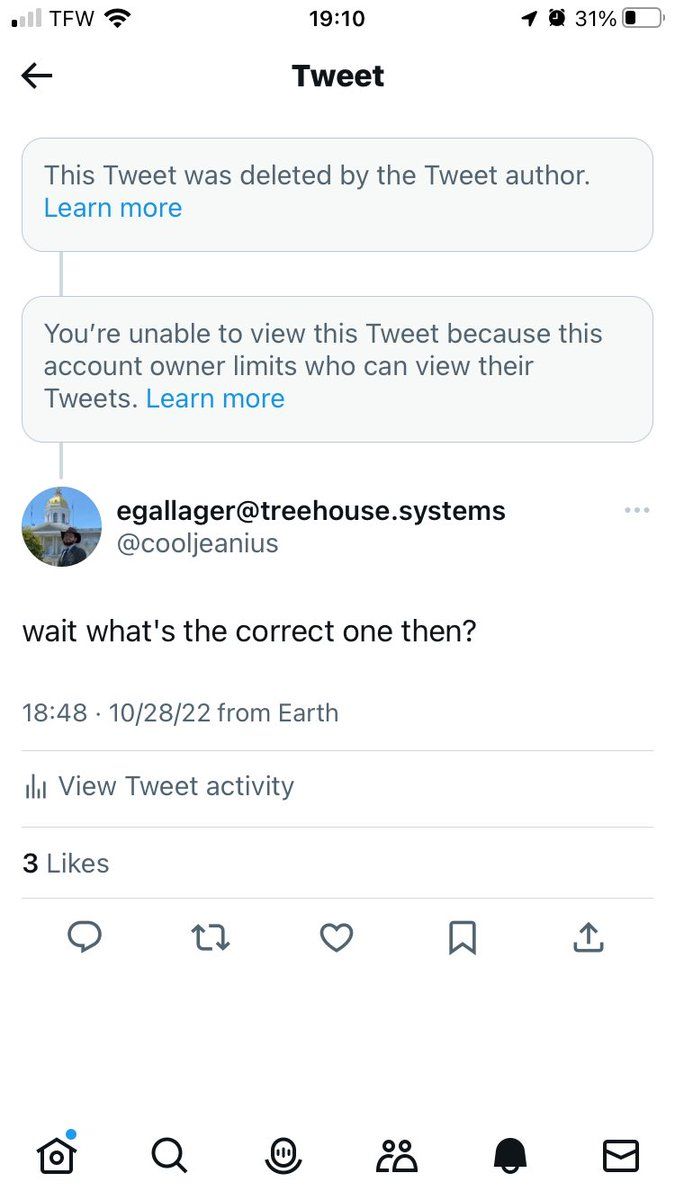 TFW 19:10 31%
Tweet
This Tweet was deleted by the Tweet author.
Learn more
You’re unable to view this Tweet because this
account owner limits who can view their
Tweets. Learn more
egallager@treehouse.systems
@cooljeanius
wait what's the correct one then?
18:48 · 10/28/22 from Earth
View Tweet activity
3 Likes